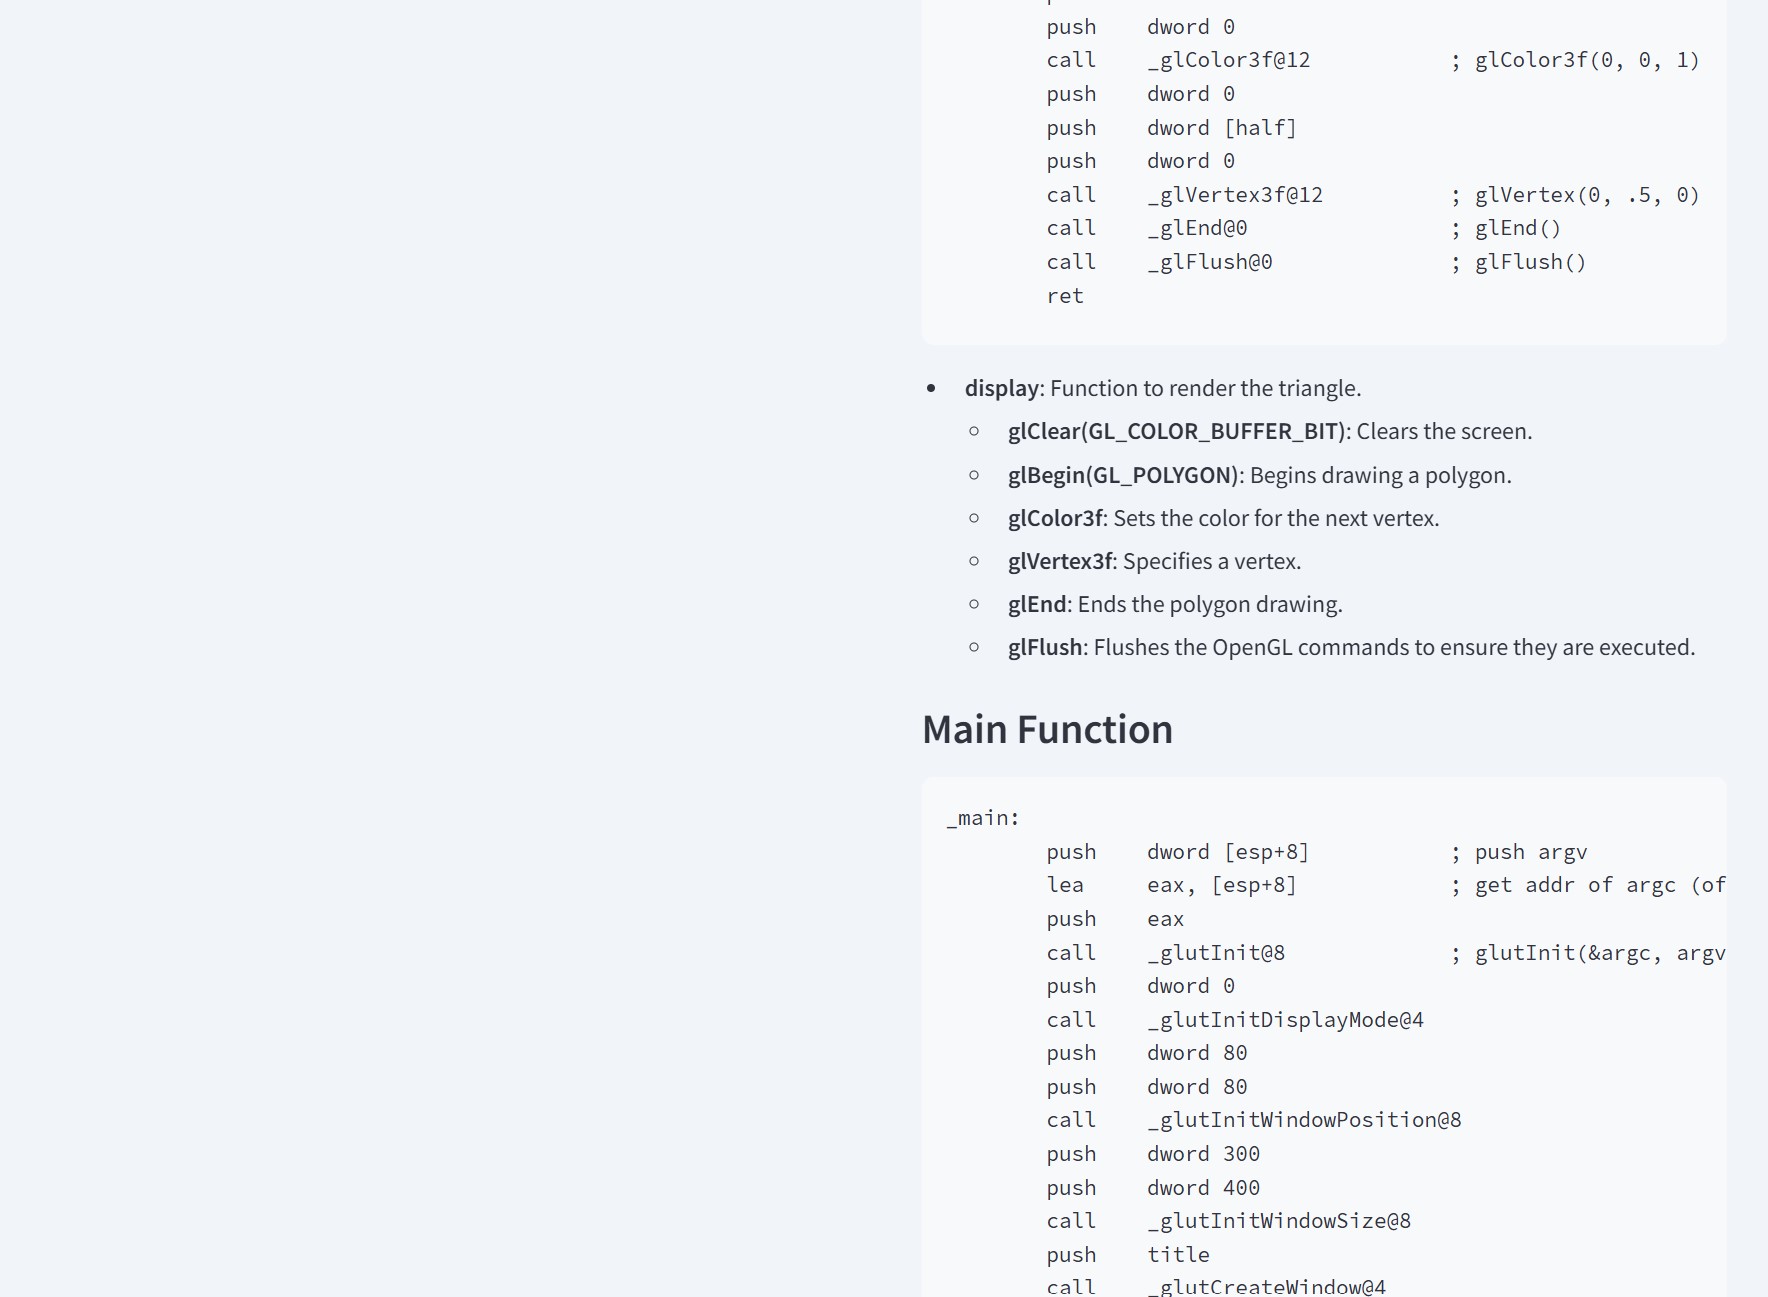 push    dword 0
call    _glColor3f@12           ; glColor3f(0, 0, 1)
push    dword 0
push    dword [half]
push    dword 0
call    _glVertex3f@12          ; glVertex(0, .5, 0)
call    _glEnd@0                ; glEnd()
call    _glFlush@0              ; glFlush()
ret
• display: Function to render the triangle.
○ glClear(GL_COLOR_BUFFER_BIT): Clears the screen.
○ glBegin(GL_POLYGON): Begins drawing a polygon.
○ glColor3f: Sets the color for the next vertex.
○ glVertex3f: Specifies a vertex.
○ glEnd: Ends the polygon drawing.
○ glFlush: Flushes the OpenGL commands to ensure they are executed.
Main Function
_main:
push    dword [esp+8]           ; push argv
lea     eax, [esp+8]            ; get addr of argc (of
push    eax
call    _glutInit@8             ; glutInit(&argc, argv
push    dword 0
call    _glutInitDisplayMode@4
push    dword 80
push    dword 80
call    _glutInitWindowPosition@8
push    dword 300
push    dword 400
call    _glutInitWindowSize@8
push    title
call    _glutCreateWindow@4